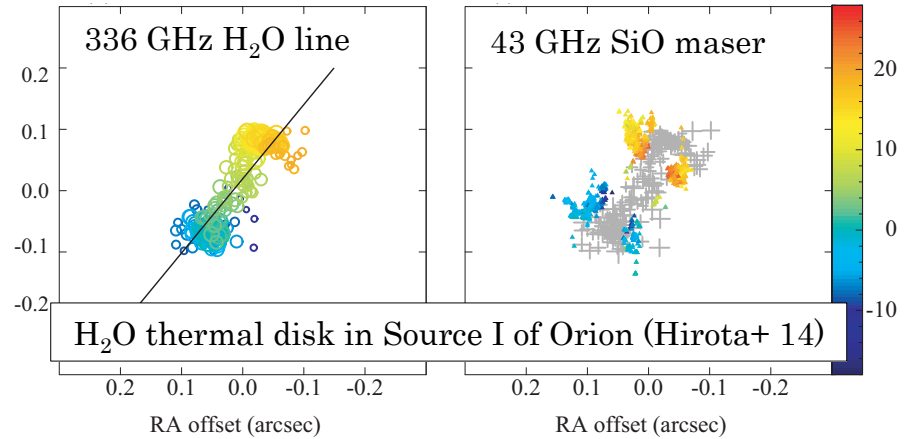 336 GHz H₂O line
43 GHz SiO maser
0.2
0.1
0.0
-0.1
-0.2
20
10
0
-10
H₂O thermal disk in Source I of Orion (Hirota+ 14)
0.2 0.1 0.0 -0.1 -0.2
0.2 0.1 0.0 -0.1 -0.2
RA offset (arcsec)
RA offset (arcsec)